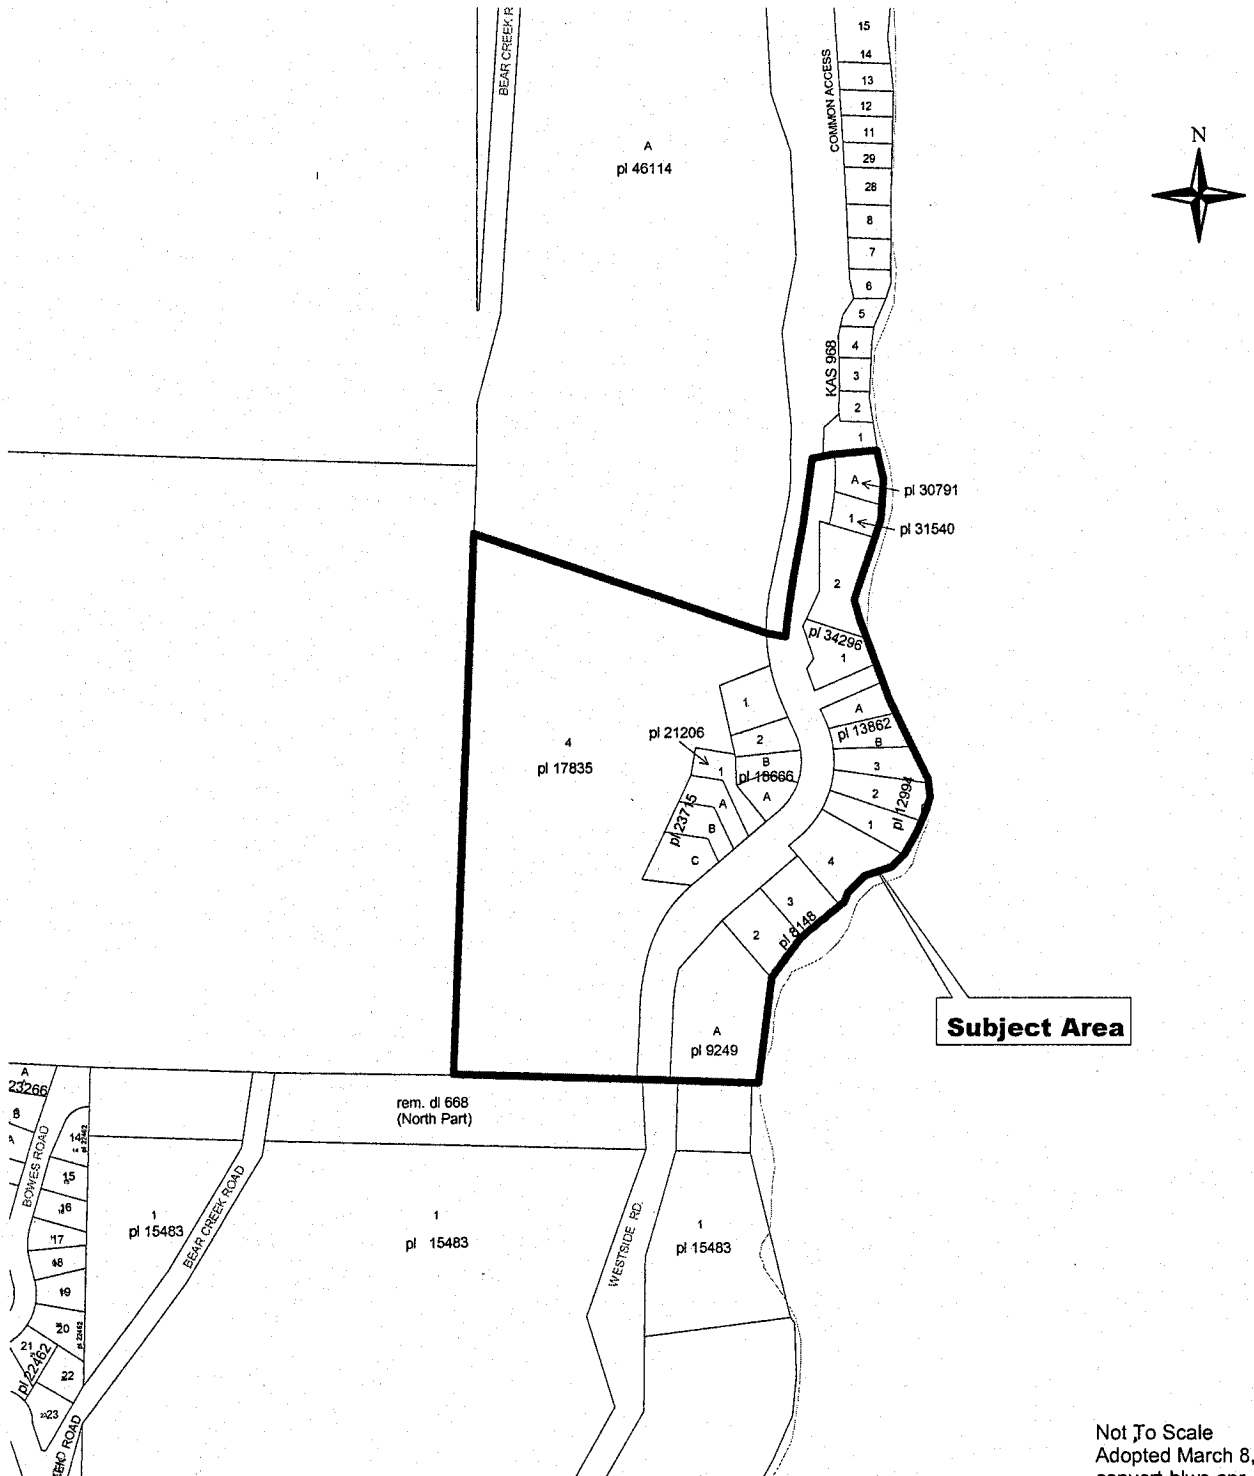 BEAR CREEK R
A
pl 46114
COMMON ACCESS
15
14
13
12
11
29
28
8
7
6
5
4
3
2
1
KAS 968
N
A
pl 30791
1
pl 31540
2
pl 34296
1
4
pl 17835
pl 21206
1
1
2
B
pl 18666
A
pl 23715
A
B
C
A
pl 13862
B
3
2
1
pl 12994
4
3
2
pl 8148
A
pl 9249
Subject Area
rem. dl 668
(North Part)
A
23266
B
A
BOWES ROAD
14
15
16
17
18
19
20
21
22
23
pl 22462
pl 22462
pl 22462
1
pl 15483
BEAR CREEK ROAD
1
pl 15483
WESTSIDE RD.
1
pl 15483
ROAD
Not To Scale
Adopted March 8,